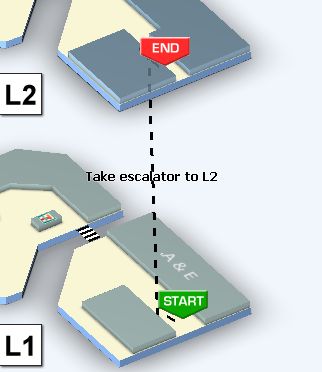 END
L2
Take escalator to L2
A & E
START
L1